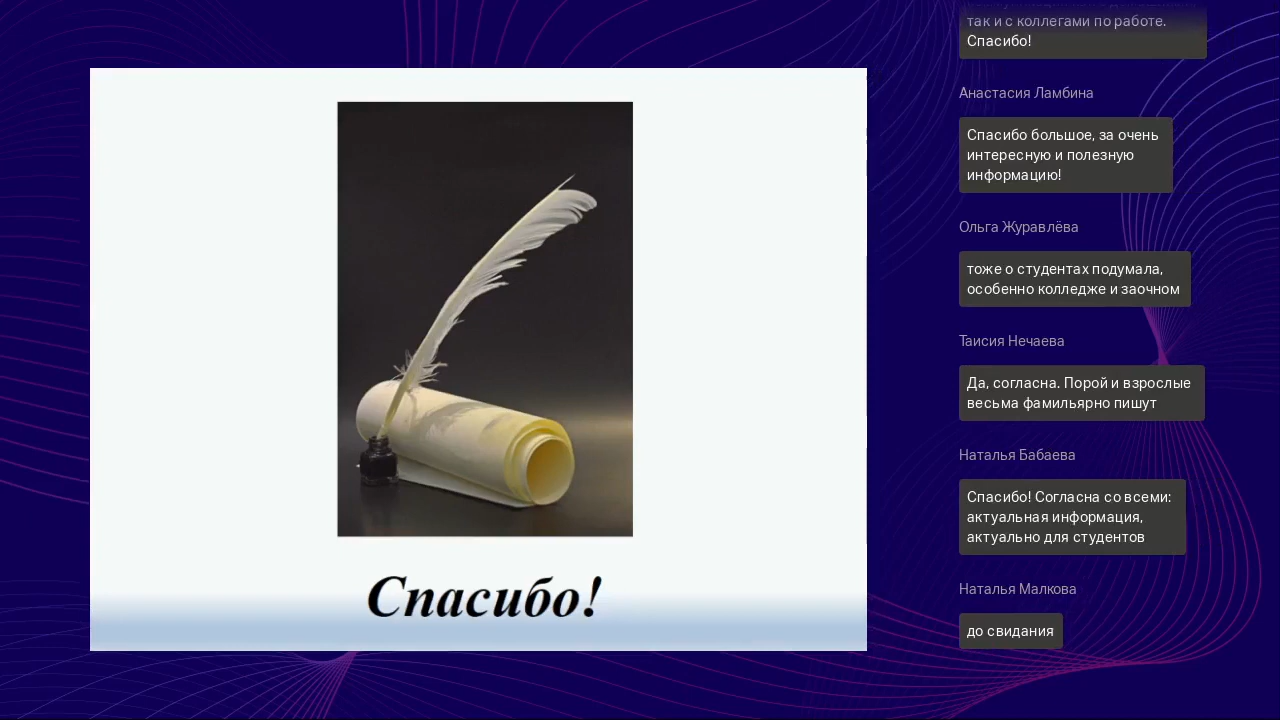 Спасибо!
так и с коллегами по работе.
Спасибо!
Анастасия Ламбина
Спасибо большое, за очень
интересную и полезную
информацию!
Ольга Журавлёва
тоже о студентах подумала,
особенно колледже и заочном
Таисия Нечаева
Да, согласна. Порой и взрослые
весьма фамильярно пишут
Наталья Бабаева
Спасибо! Согласна со всеми:
актуальная информация,
актуально для студентов
Наталья Малкова
до свидания